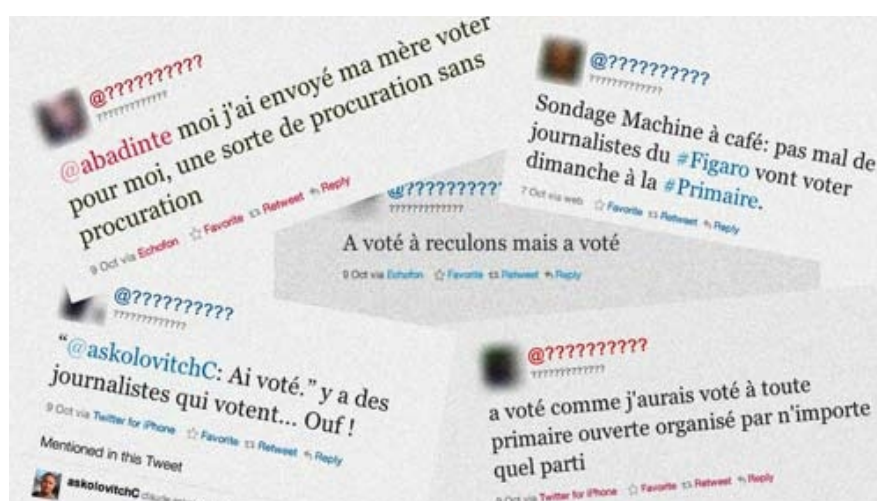 @??????????
?????????????
@abadinte moi j'ai envoyé ma mère voter
pour moi, une sorte de procuration sans
procuration
9 Oct via Echofon Favorite Retweet Reply
@??????????
?????????????
Sondage Machine à café: pas mal de
journalistes du #Figaro vont voter
dimanche à la #Primaire.
7 Oct via web Favorite Retweet Reply
@??????????
?????????????
A voté à reculons mais a voté
9 Oct via Echofon Favorite Retweet Reply
@??????????
?????????????
“@askolovitchC: Ai voté.” y a des
journalistes qui votent... Ouf !
9 Oct via Twitter for iPhone Favorite Retweet Reply
Mentioned in this Tweet
askolovitchC
@??????????
?????????????
a voté comme j'aurais voté à toute
primaire ouverte organisé par n'importe
quel parti
9 Oct via Twitter for iPhone Favorite Retweet Reply